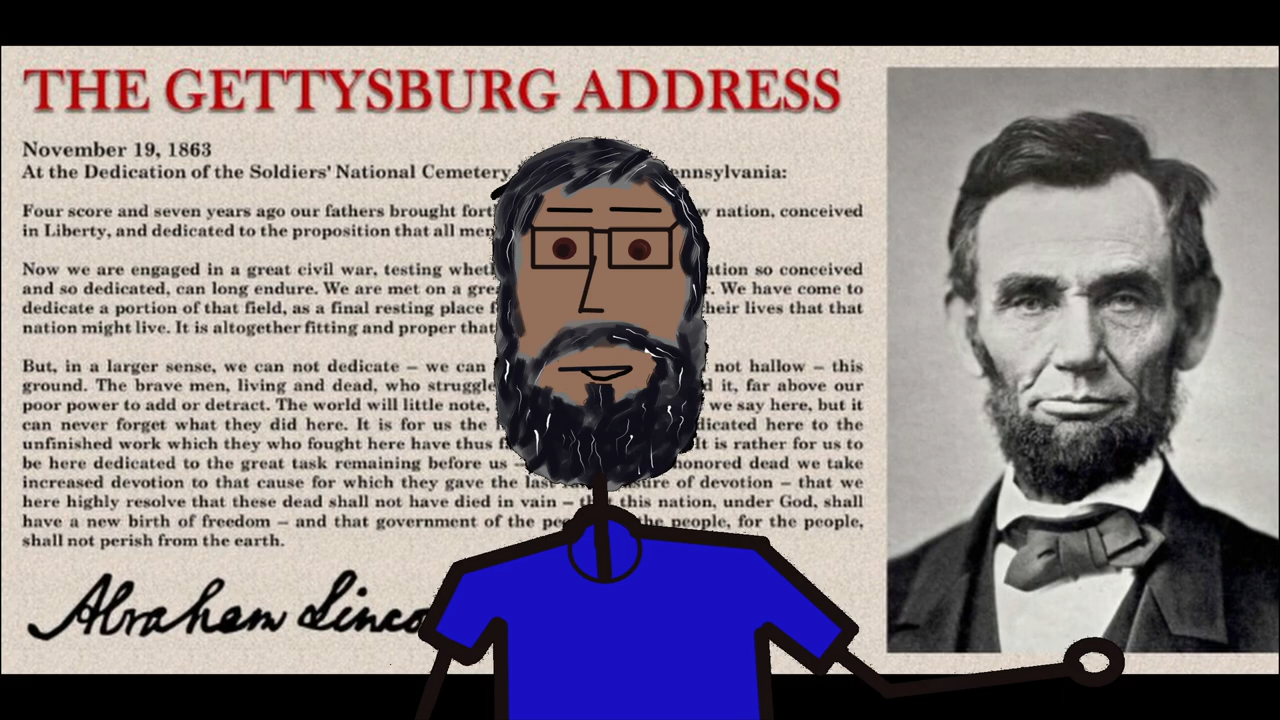 THE GETTYSBURG ADDRESS
November 19, 1863
At the Dedication of the Soldiers' National Cemetery ennsylvania:
Four score and seven years ago our fathers brought fort w nation, conceived
in Liberty, and dedicated to the proposition that all men
Now we are engaged in a great civil war, testing wheth ation so conceived
and so dedicated, can long endure. We are met on a grea r. We have come to
dedicate a portion of that field, as a final resting place f heir lives that that
nation might live. It is altogether fitting and proper that
But, in a larger sense, we can not dedicate – we can not hallow – this
ground. The brave men, living and dead, who struggle d it, far above our
poor power to add or detract. The world will little note, we say here, but it
can never forget what they did here. It is for us the l dicated here to the
unfinished work which they who fought here have thus f It is rather for us to
be here dedicated to the great task remaining before us – honored dead we take
increased devotion to that cause for which they gave the last sure of devotion – that we
here highly resolve that these dead shall not have died in vain – that this nation, under God, shall
have a new birth of freedom – and that government of the peo the people, for the people,
shall not perish from the earth.
Abraham Linco